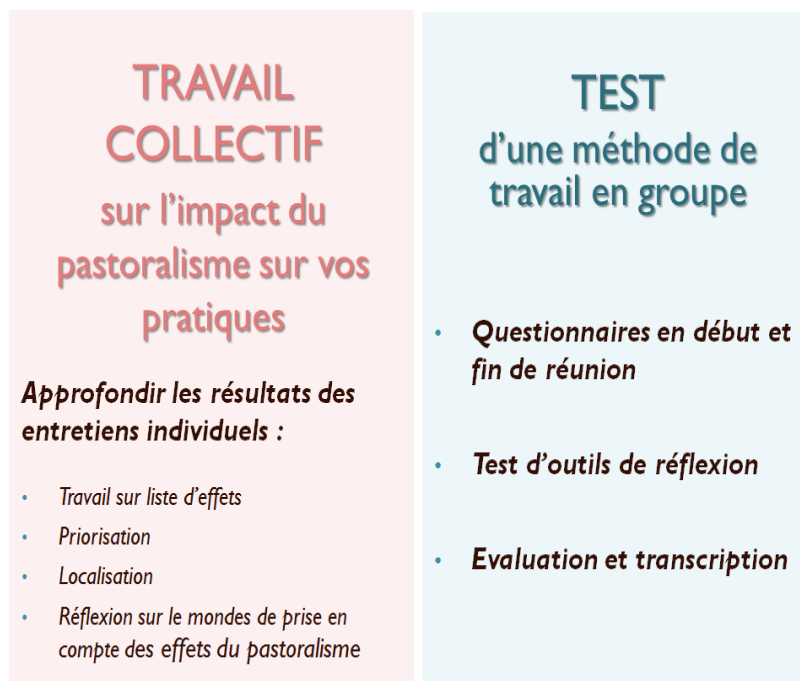 TRAVAIL
COLLECTIF
sur l'impact du
pastoralisme sur vos
pratiques
Approfondir les résultats des
entretiens individuels :
• Travail sur liste d'effets
• Priorisation
• Localisation
• Réflexion sur le mondes de prise en
compte des effets du pastoralisme
TEST
d'une méthode de
travail en groupe
• Questionnaires en début et
fin de réunion
• Test d'outils de réflexion
• Evaluation et transcription